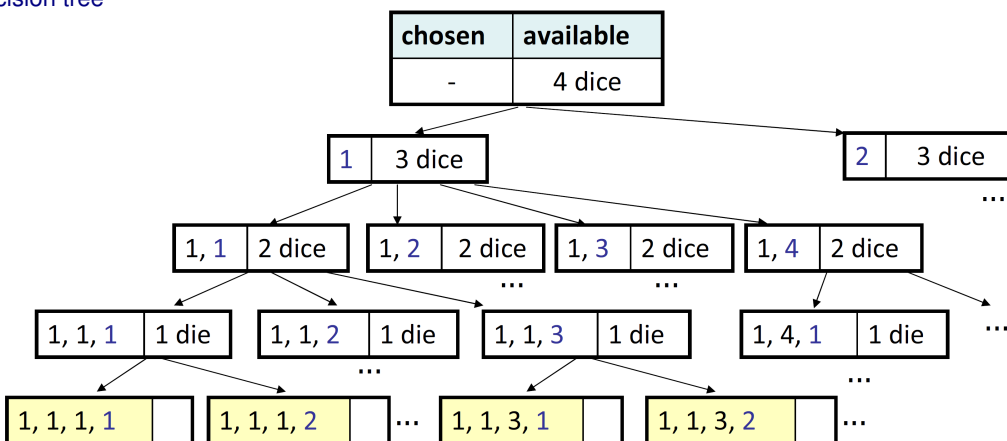 cision tree
chosen available
- 4 dice
1 3 dice
2 3 dice
...
1, 1 2 dice
1, 2 2 dice
1, 3 2 dice
1, 4 2 dice
... ...
1, 1, 1 1 die
1, 1, 2 1 die
1, 1, 3 1 die
1, 4, 1 1 die
...
... ...
1, 1, 1, 1
1, 1, 1, 2
...
1, 1, 3, 1
1, 1, 3, 2
...